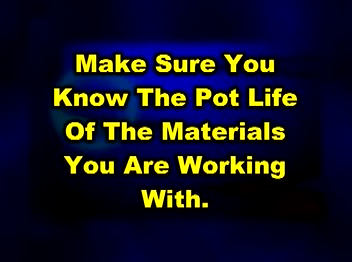 Make Sure You
Know The Pot Life
Of The Materials
You Are Working
With.